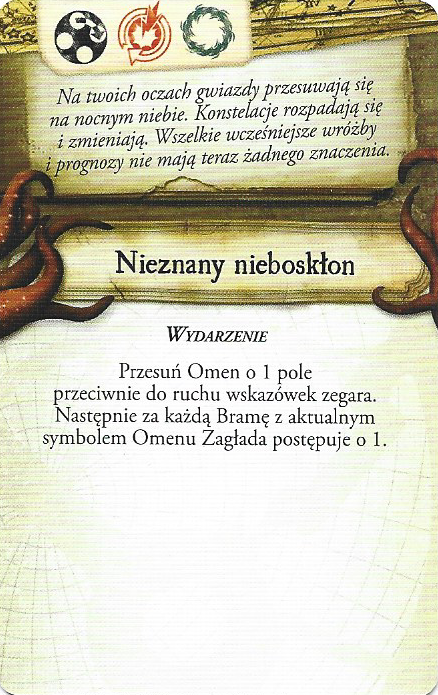 Na twoich oczach gwiazdy przesuwają się
na nocnym niebie. Konstelacje rozpadają się
i zmieniają. Wszelkie wcześniejsze wróżby
i prognozy nie mają teraz żadnego znaczenia.
Nieznany nieboskłon
Wydarzenie
Przesuń Omen o 1 pole
przeciwnie do ruchu wskazówek zegara.
Następnie za każdą Bramę z aktualnym
symbolem Omenu Zagłada postępuje o 1.